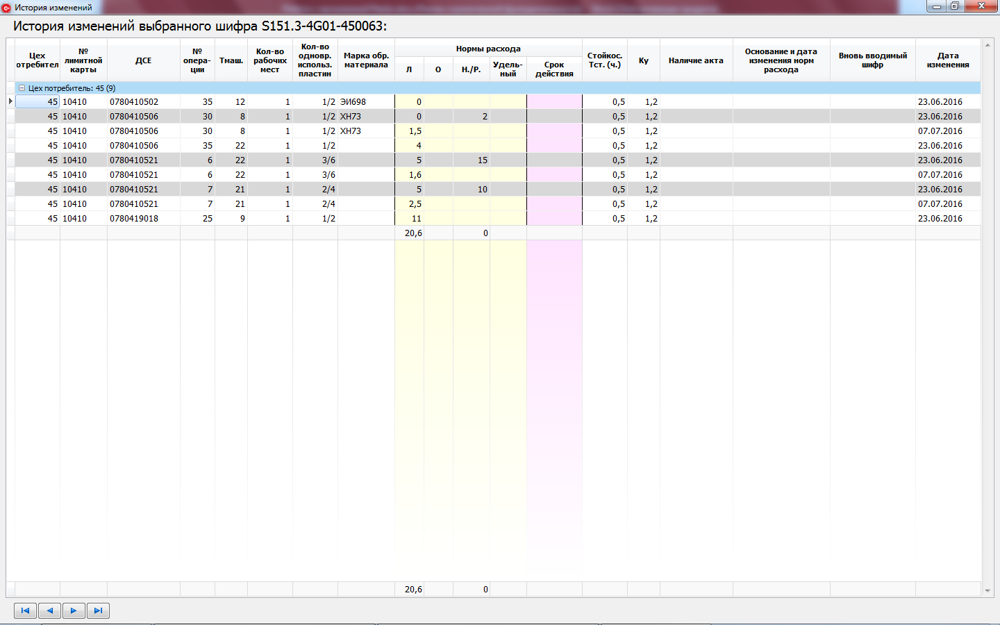 История изменений
История изменений выбранного шифра S151.3-4G01-450063:
Цех отребител № лимитной карты ДСЕ № опера-ции Тмаш. Кол-во рабочих мест Кол-во одновр. использ. пластин Марка обр. материала Нормы расхода Стойкос. Тст. (ч.) Ку Наличие акта Основание и дата изменения норм расхода Вновь вводимый шифр Дата изменения
Л О Н./Р. Удель-ный Срок действия
Цех потребитель: 45 (9)
45 10410 0780410502 35 12 1 1/2 ЭИ698 0 0,5 1,2 23.06.2016
45 10410 0780410506 30 8 1 1/2 ХН73 0 2 0,5 1,2 23.06.2016
45 10410 0780410506 30 8 1 1/2 ХН73 1,5 0,5 1,2 07.07.2016
45 10410 0780410506 35 22 1 1/2 4 0,5 1,2 23.06.2016
45 10410 0780410521 6 22 1 3/6 5 15 0,5 1,2 23.06.2016
45 10410 0780410521 6 22 1 3/6 1,6 0,5 1,2 07.07.2016
45 10410 0780410521 7 21 1 2/4 5 10 0,5 1,2 23.06.2016
45 10410 0780410521 7 21 1 2/4 2,5 0,5 1,2 07.07.2016
45 10410 0780419018 25 9 1 1/2 11 0,5 1,2 23.06.2016
20,6 0
20,6 0